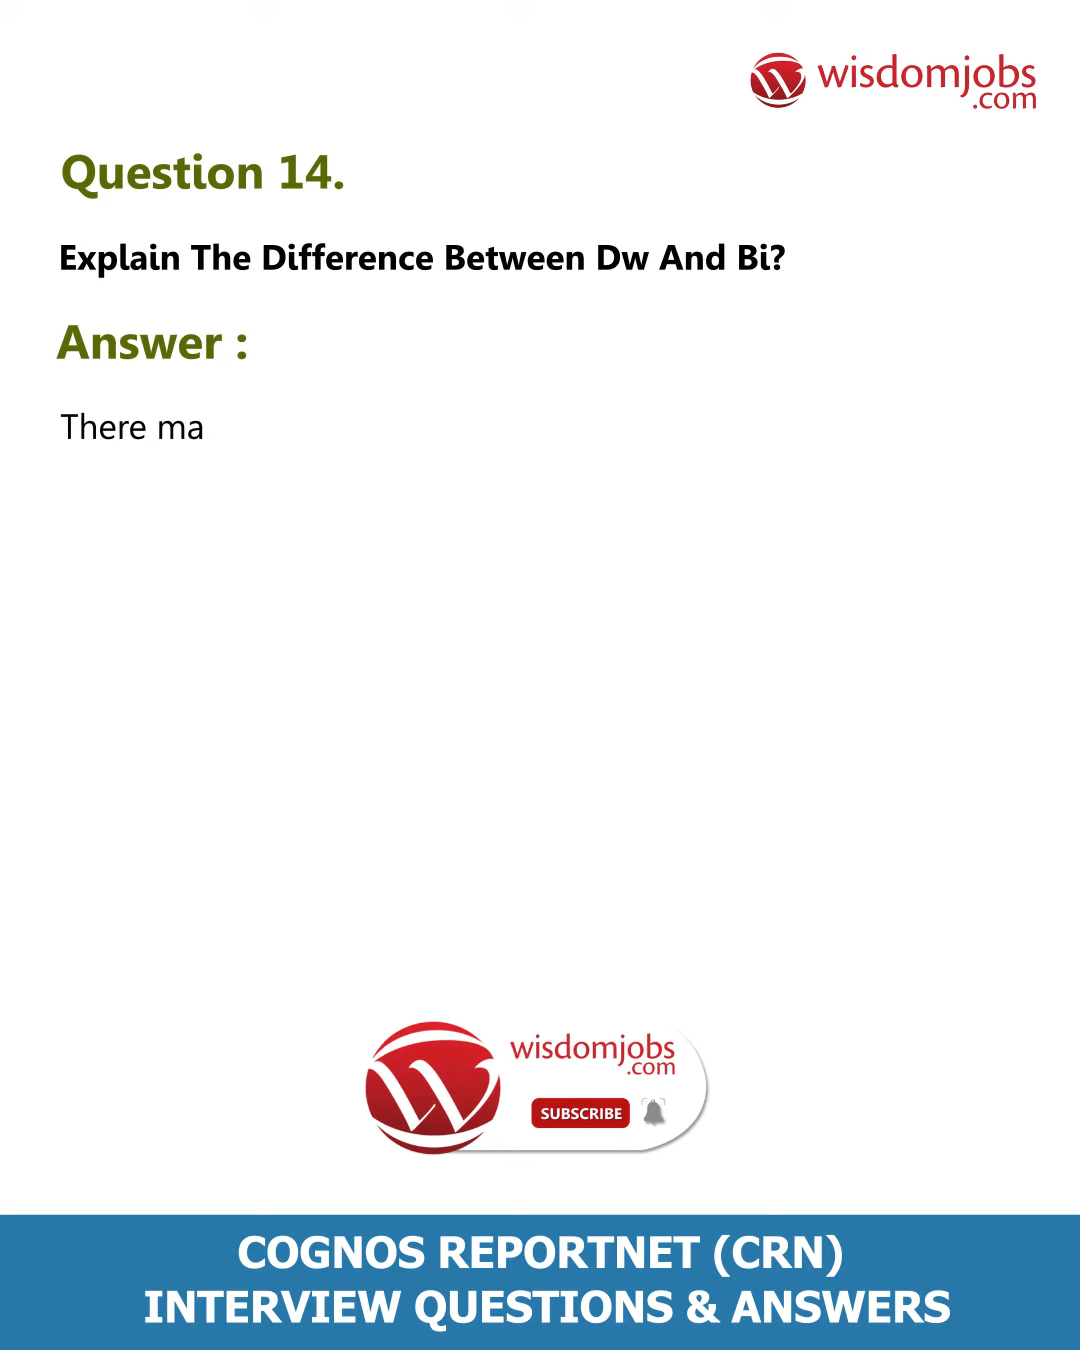 wisdomjobs
.com
Question 14.
Explain The Difference Between Dw And Bi?
Answer :
There ma
wisdomjobs
.com
SUBSCRIBE
COGNOS REPORTNET (CRN)
INTERVIEW QUESTIONS & ANSWERS